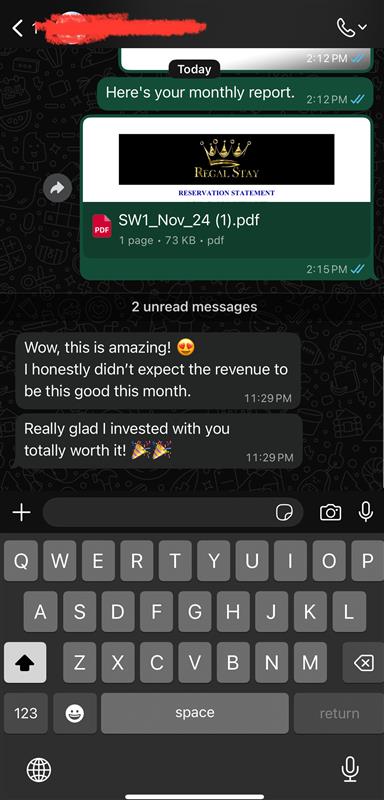 2:12 PM
Today
Here's your monthly report.
2:12 PM
REGAL STAY
RESERVATION STATEMENT
PDF
SW1_Nov_24 (1).pdf
1 page • 73 KB • pdf
2:15 PM
2 unread messages
Wow, this is amazing! 😍
I honestly didn’t expect the revenue to
be this good this month.
11:29 PM
Really glad I invested with you
totally worth it! 🎉🎉
11:29 PM
Q W E R T Y U I O P
A S D F G H J K L
Z X C V B N M
123 space return